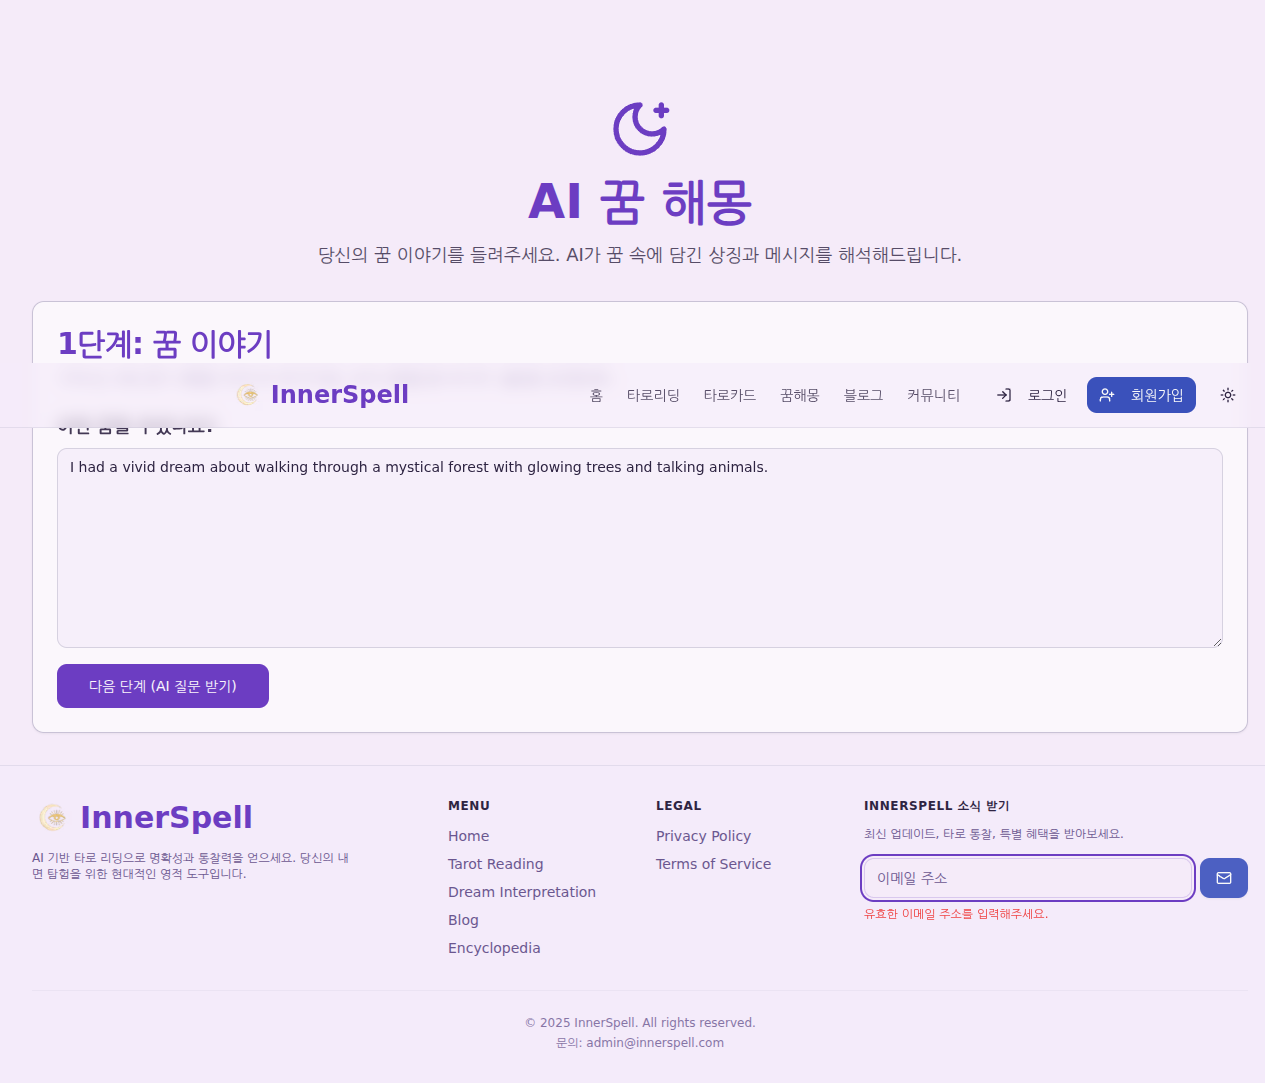 AI 꿈 해몽
당신의 꿈 이야기를 들려주세요. AI가 꿈 속에 담긴 상징과 메시지를 해석해드립니다.
1단계: 꿈 이야기
InnerSpell
홈 타로리딩 타로카드 꿈해몽 블로그 커뮤니티 로그인 회원가입
I had a vivid dream about walking through a mystical forest with glowing trees and talking animals.
다음 단계 (AI 질문 받기)
InnerSpell
AI 기반 타로 리딩으로 명확성과 통찰력을 얻으세요. 당신의 내
면 탐험을 위한 현대적인 영적 도구입니다.
MENU
Home
Tarot Reading
Dream Interpretation
Blog
Encyclopedia
LEGAL
Privacy Policy
Terms of Service
INNERSPELL 소식 받기
최신 업데이트, 타로 통찰, 특별 혜택을 받아보세요.
이메일 주소
유효한 이메일 주소를 입력해주세요.
© 2025 InnerSpell. All rights reserved.
문의: admin@innerspell.com